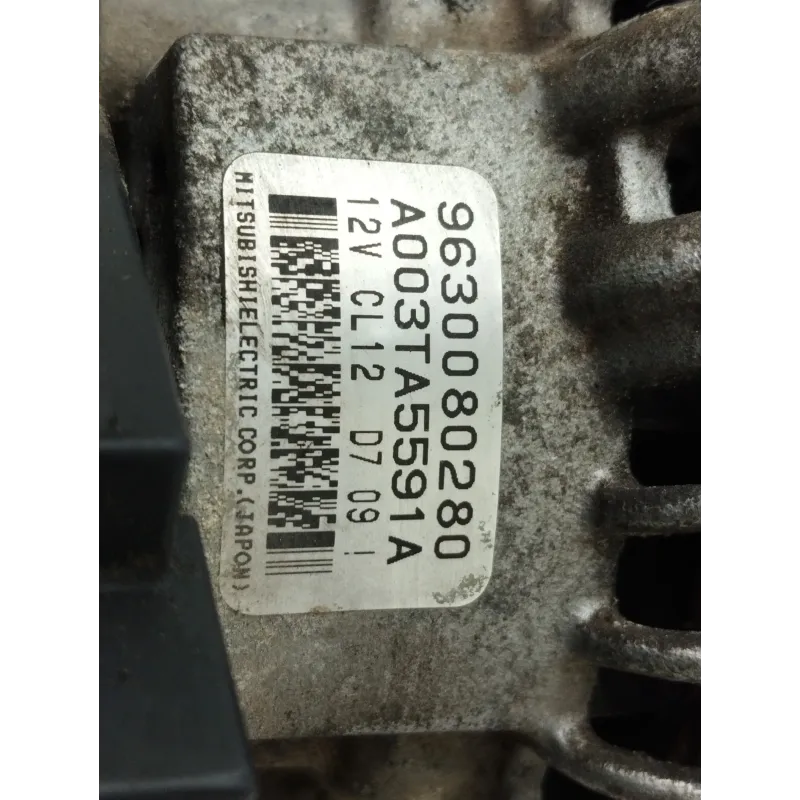 9630080280
A003TA5591A
12V CL12 D7 09 !
MITSUBISHI ELECTRIC CORP.(JAPON)